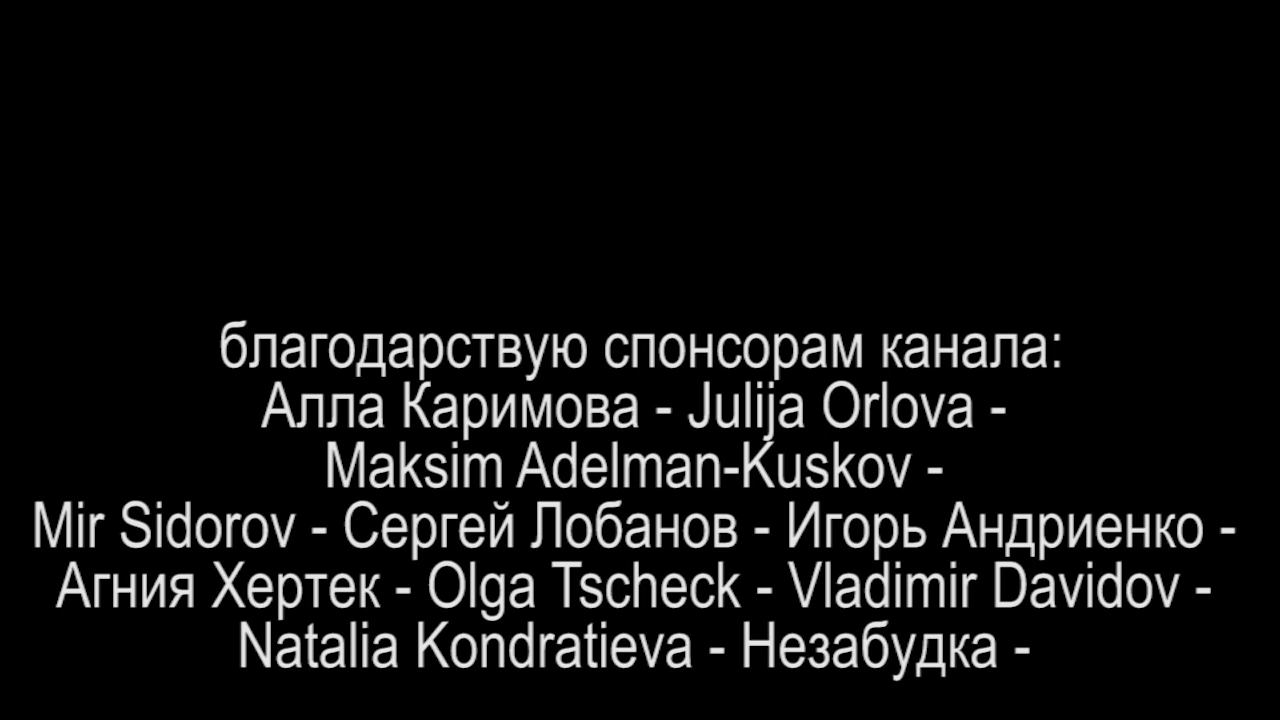 благодарствую спонсорам канала:
Алла Каримова - Julija Orlova -
Maksim Adelman-Kuskov -
Mir Sidorov - Сергей Лобанов - Игорь Андриенко -
Агния Хертек - Olga Tscheck - Vladimir Davidov -
Natalia Kondratieva - Незабудка -